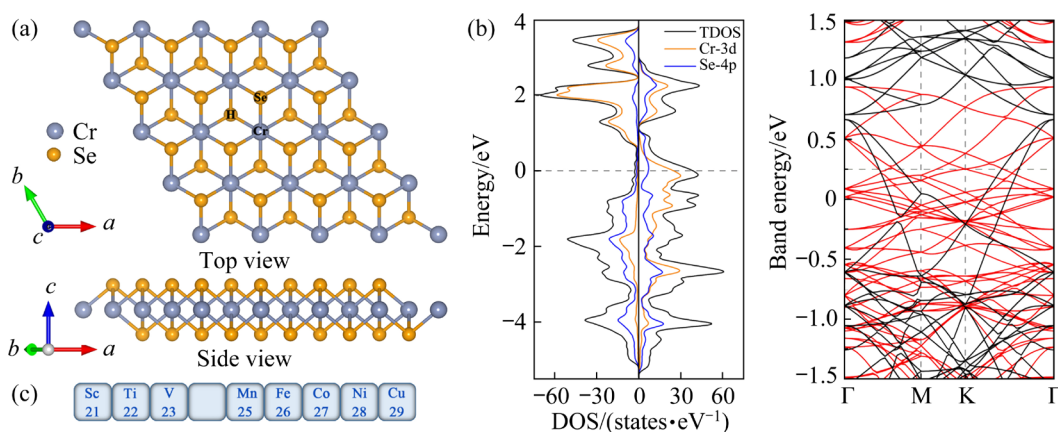 (a)
Se
H
Cr
Cr
Se
b
c
a
Top view
c
b
a
Side view
(b)
4
2
0
−2
−4
Energy/eV
TDOS
Cr-3d
Se-4p
−60 −30 0 30 60
DOS/(states•eV⁻¹)
1.5
1.0
0.5
0
−0.5
−1.0
−1.5
Band energy/eV
Γ M K Γ
(c)
Sc Ti V Mn Fe Co Ni Cu
21 22 23 25 26 27 28 29